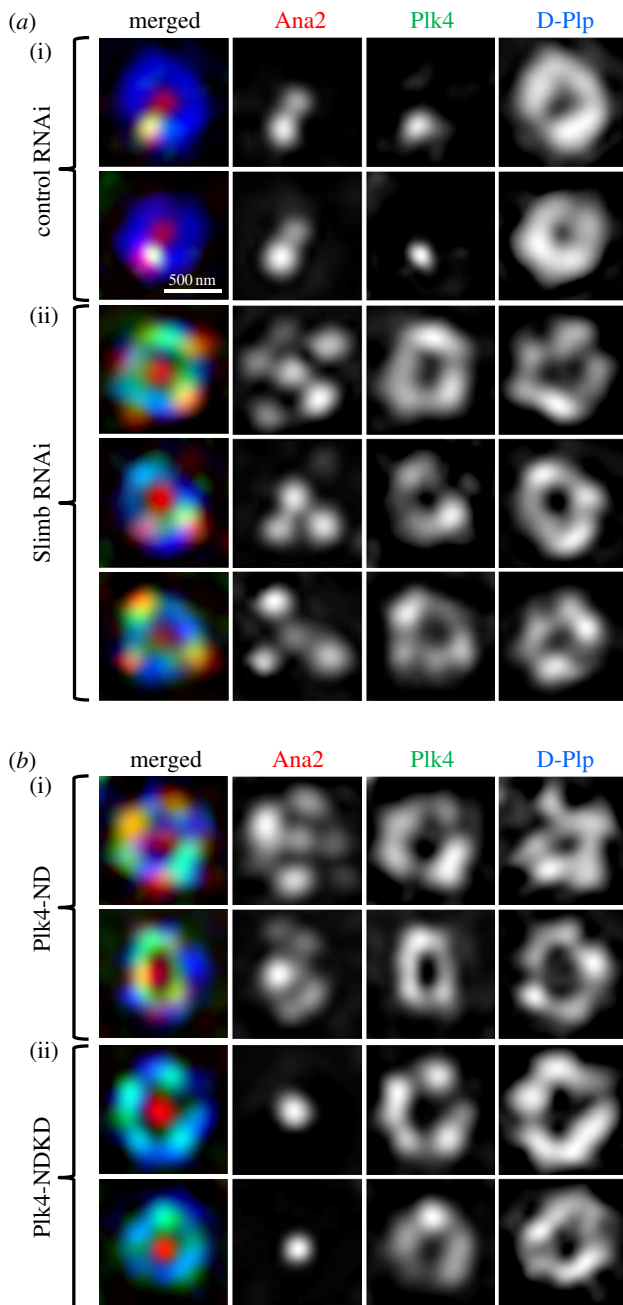 (a)
merged Ana2 Plk4 D-Plp
(i)
control RNAi
500 nm
(ii)
Slimb RNAi
(b)
merged Ana2 Plk4 D-Plp
(i)
Plk4-ND
(ii)
Plk4-NDKD